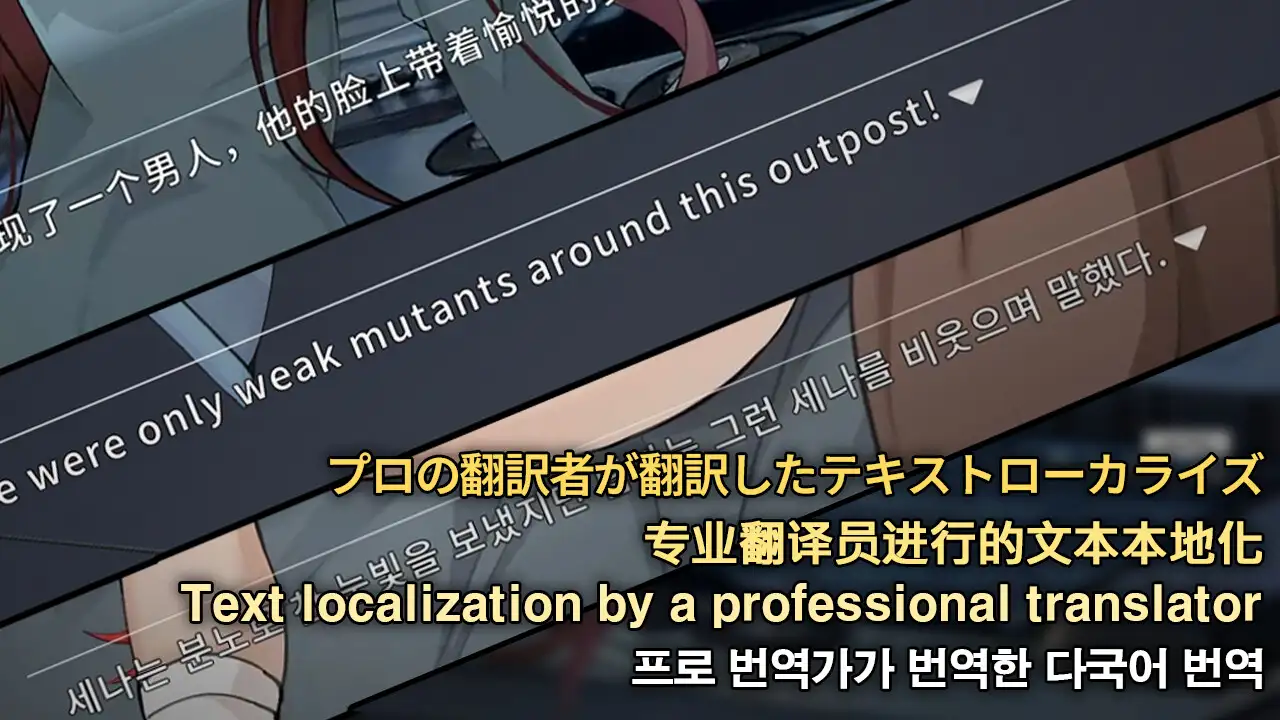 现了一个男人，他的脸上带着愉悦的
e were only weak mutants around this outpost!
세나는 그런 세나를 비웃으며 말했다.
세나는 분노로 눈빛을 보냈지만
プロの翻訳者が翻訳したテキストローカライズ
专业翻译员进行的文本本地化
Text localization by a professional translator
프로 번역가가 번역한 다국어 번역